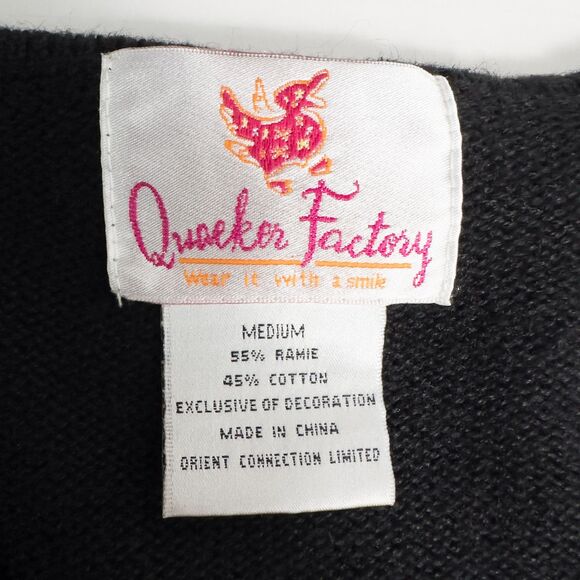 Quacker Factory
Wear it with a smile
MEDIUM
55% RAMIE
45% COTTON
EXCLUSIVE OF DECORATION
MADE IN CHINA
ORIENT CONNECTION LIMITED